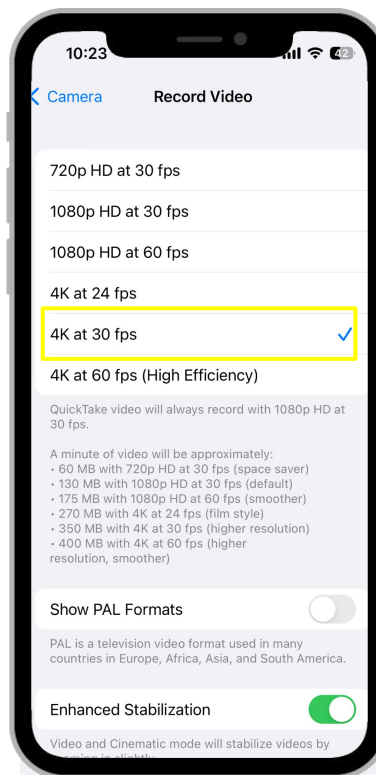 10:23
42
Camera
Record Video
720p HD at 30 fps
1080p HD at 30 fps
1080p HD at 60 fps
4K at 24 fps
4K at 30 fps
4K at 60 fps (High Efficiency)
QuickTake video will always record with 1080p HD at
30 fps.
A minute of video will be approximately:
• 60 MB with 720p HD at 30 fps (space saver)
• 130 MB with 1080p HD at 30 fps (default)
• 175 MB with 1080p HD at 60 fps (smoother)
• 270 MB with 4K at 24 fps (film style)
• 350 MB with 4K at 30 fps (higher resolution)
• 400 MB with 4K at 60 fps (higher
resolution, smoother)
Show PAL Formats
PAL is a television video format used in many
countries in Europe, Africa, Asia, and South America.
Enhanced Stabilization
Video and Cinematic mode will stabilize videos by